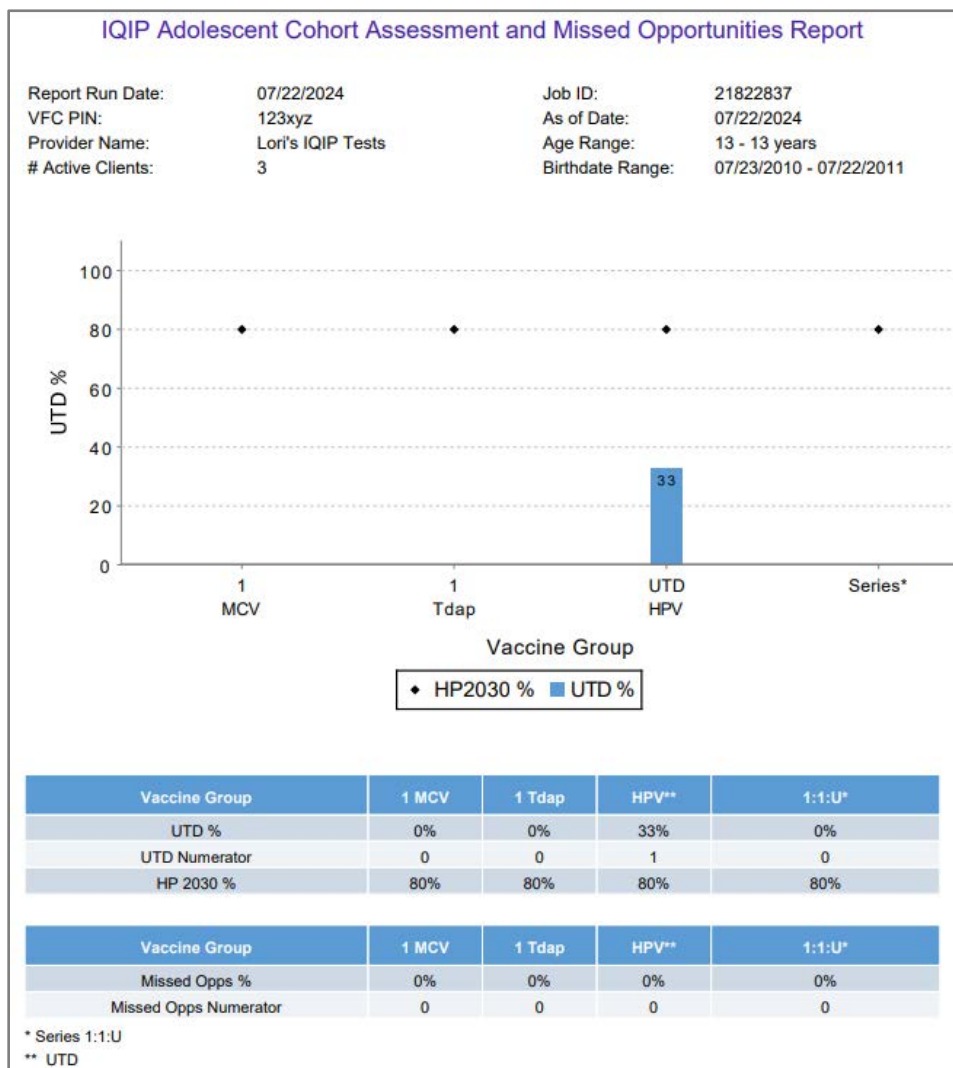 IQIP Adolescent Cohort Assessment and Missed Opportunities Report
Report Run Date: 07/22/2024 Job ID: 21822837
VFC PIN: 123xyz As of Date: 07/22/2024
Provider Name: Lori's IQIP Tests Age Range: 13 - 13 years
# Active Clients: 3 Birthdate Range: 07/23/2010 - 07/22/2011
UTD %
100
80
60
40
20
0
33
1 1 UTD Series*
MCV Tdap HPV
Vaccine Group
HP2030 % UTD %
Vaccine Group 1 MCV 1 Tdap HPV** 1:1:U*
UTD % 0% 0% 33% 0%
UTD Numerator 0 0 1 0
HP 2030 % 80% 80% 80% 80%
Vaccine Group 1 MCV 1 Tdap HPV** 1:1:U*
Missed Opps % 0% 0% 0% 0%
Missed Opps Numerator 0 0 0 0
* Series 1:1:U
** UTD